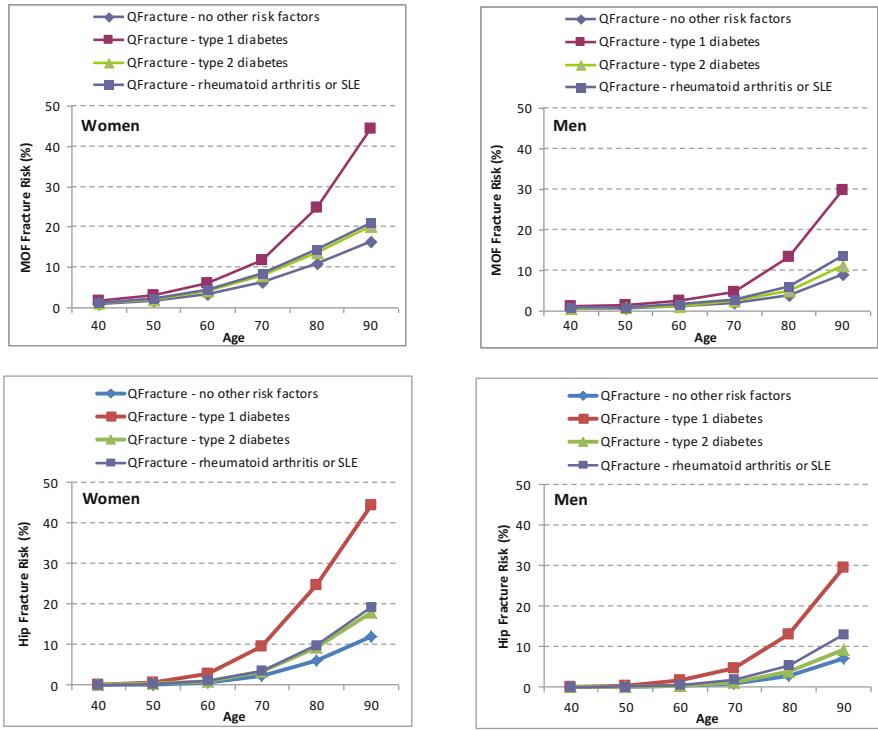 QFracture - no other risk factors
QFracture - type 1 diabetes
QFracture - type 2 diabetes
QFracture - rheumatoid arthritis or SLE
Women
MOF Fracture Risk (%)
50
40
30
20
10
0
40 50 60 70 80 90
Age
QFracture - no other risk factors
QFracture - type 1 diabetes
QFracture - type 2 diabetes
QFracture - rheumatoid arthritis or SLE
Men
MOF Fracture Risk (%)
50
40
30
20
10
0
40 50 60 70 80 90
Age
QFracture - no other risk factors
QFracture - type 1 diabetes
QFracture - type 2 diabetes
QFracture - rheumatoid arthritis or SLE
Women
Hip Fracture Risk (%)
50
40
30
20
10
0
40 50 60 70 80 90
Age
QFracture - no other risk factors
QFracture - type 1 diabetes
QFracture - type 2 diabetes
QFracture - rheumatoid arthritis or SLE
Men
Hip Fracture Risk (%)
50
40
30
20
10
0
40 50 60 70 80 90
Age